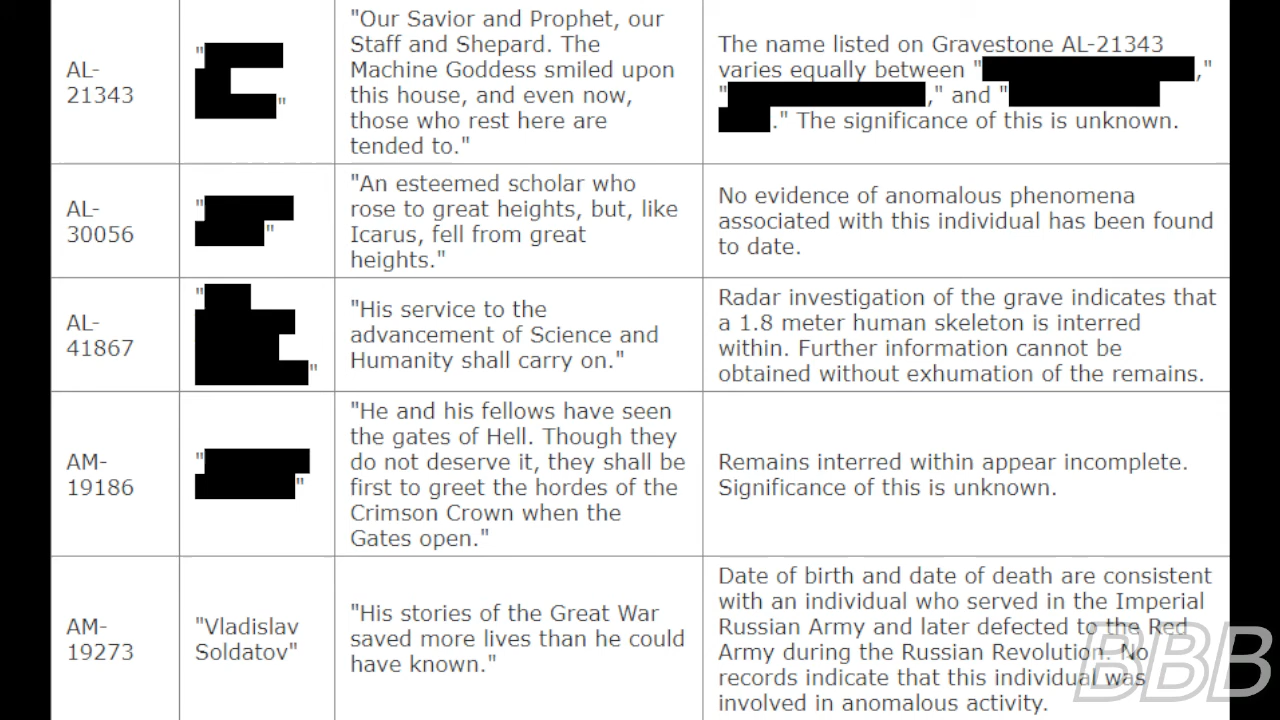 AL-
21343
"
"
"Our Savior and Prophet, our
Staff and Shepard. The
Machine Goddess smiled upon
this house, and even now,
those who rest here are
tended to."
The name listed on Gravestone AL-21343
varies equally between "          ,"
"          ," and "
." The significance of this is unknown.
AL-
30056
"
"
"An esteemed scholar who
rose to great heights, but, like
Icarus, fell from great
heights."
No evidence of anomalous phenomena
associated with this individual has been found
to date.
AL-
41867
"
"
"His service to the
advancement of Science and
Humanity shall carry on."
Radar investigation of the grave indicates that
a 1.8 meter human skeleton is interred
within. Further information cannot be
obtained without exhumation of the remains.
AM-
19186
"
"
"He and his fellows have seen
the gates of Hell. Though they
do not deserve it, they shall be
first to greet the hordes of the
Crimson Crown when the
Gates open."
Remains interred within appear incomplete.
Significance of this is unknown.
AM-
19273
"Vladislav
Soldatov"
"His stories of the Great War
saved more lives than he could
have known."
Date of birth and date of death are consistent
with an individual who served in the Imperial
Russian Army and later defected to the Red
Army during the Russian Revolution. No
records indicate that this individual was
involved in anomalous activity.
BBB